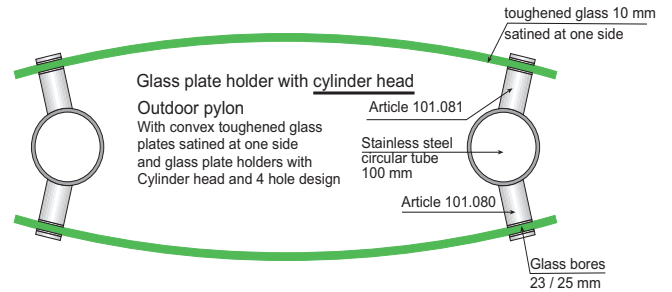 toughened glass 10 mm
satined at one side
Glass plate holder with cylinder head
Outdoor pylon
With convex toughened glass
plates satined at one side
and glass plate holders with
Cylinder head and 4 hole design
Article 101.081
Stainless steel
circular tube
100 mm
Article 101.080
Glass bores
23 / 25 mm